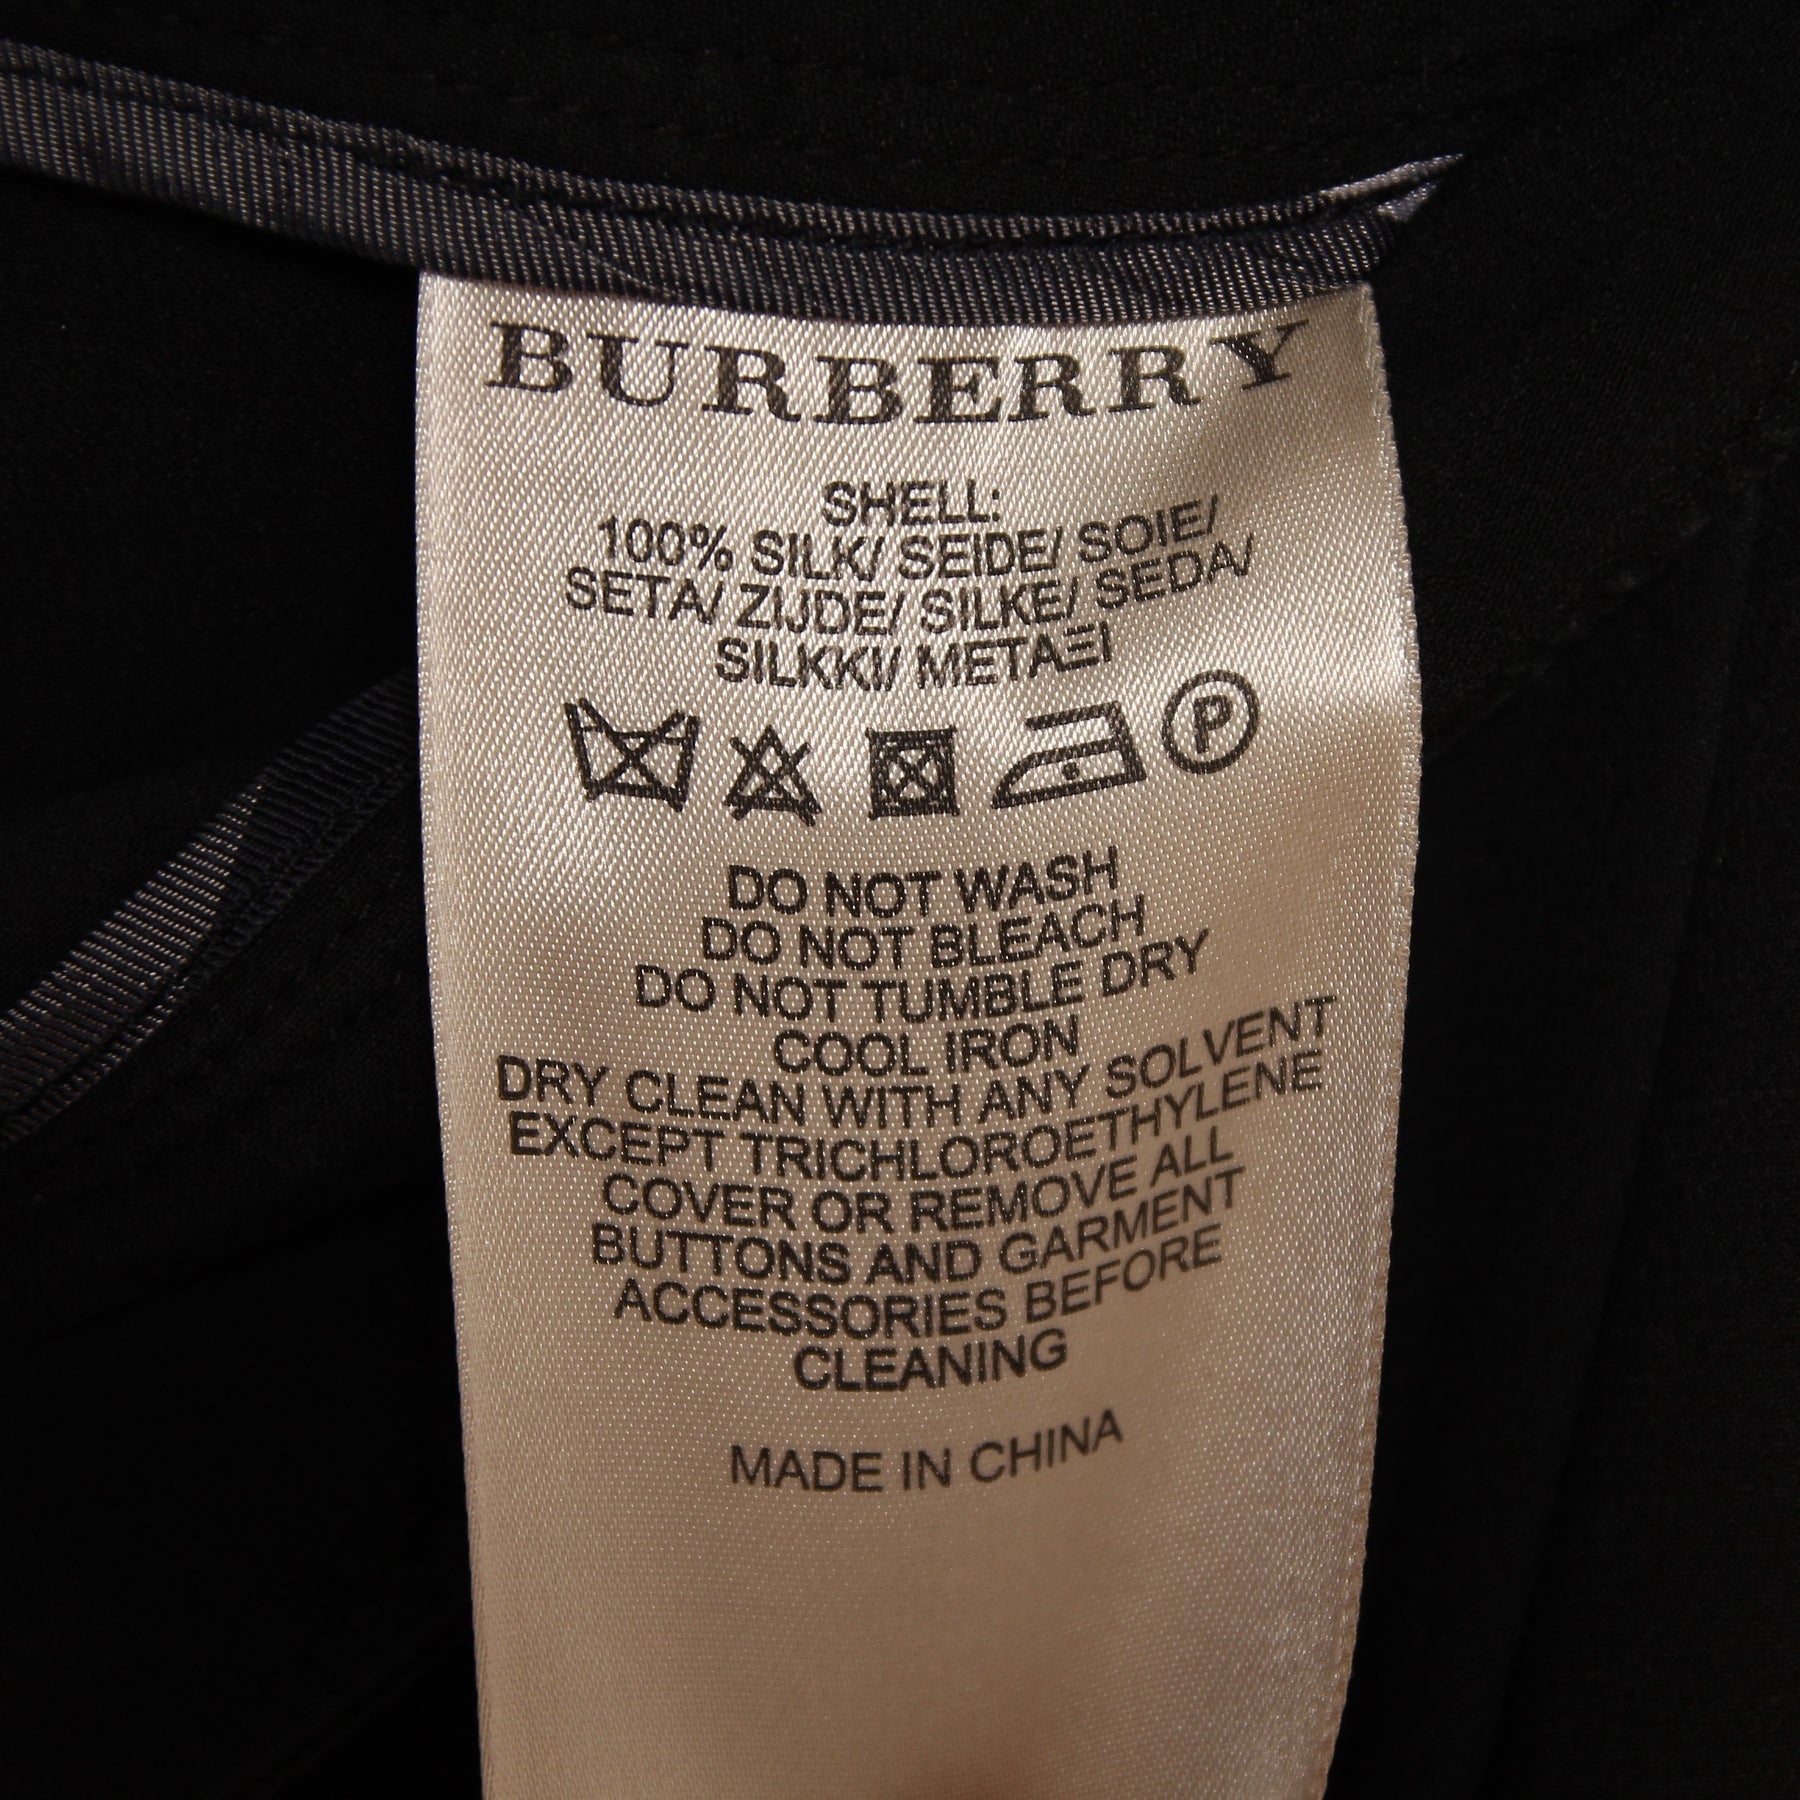 BURBERRY
SHELL:
100% SILK/ SEIDE/ SOIE/
SETA/ ZIJDE/ SILKE/ SEDA/
SILKKI/ ΜΕΤΑΞΙ
P
DO NOT WASH
DO NOT BLEACH
DO NOT TUMBLE DRY
COOL IRON
DRY CLEAN WITH ANY SOLVENT
EXCEPT TRICHLOROETHYLENE
COVER OR REMOVE ALL
BUTTONS AND GARMENT
ACCESSORIES BEFORE
CLEANING
MADE IN CHINA